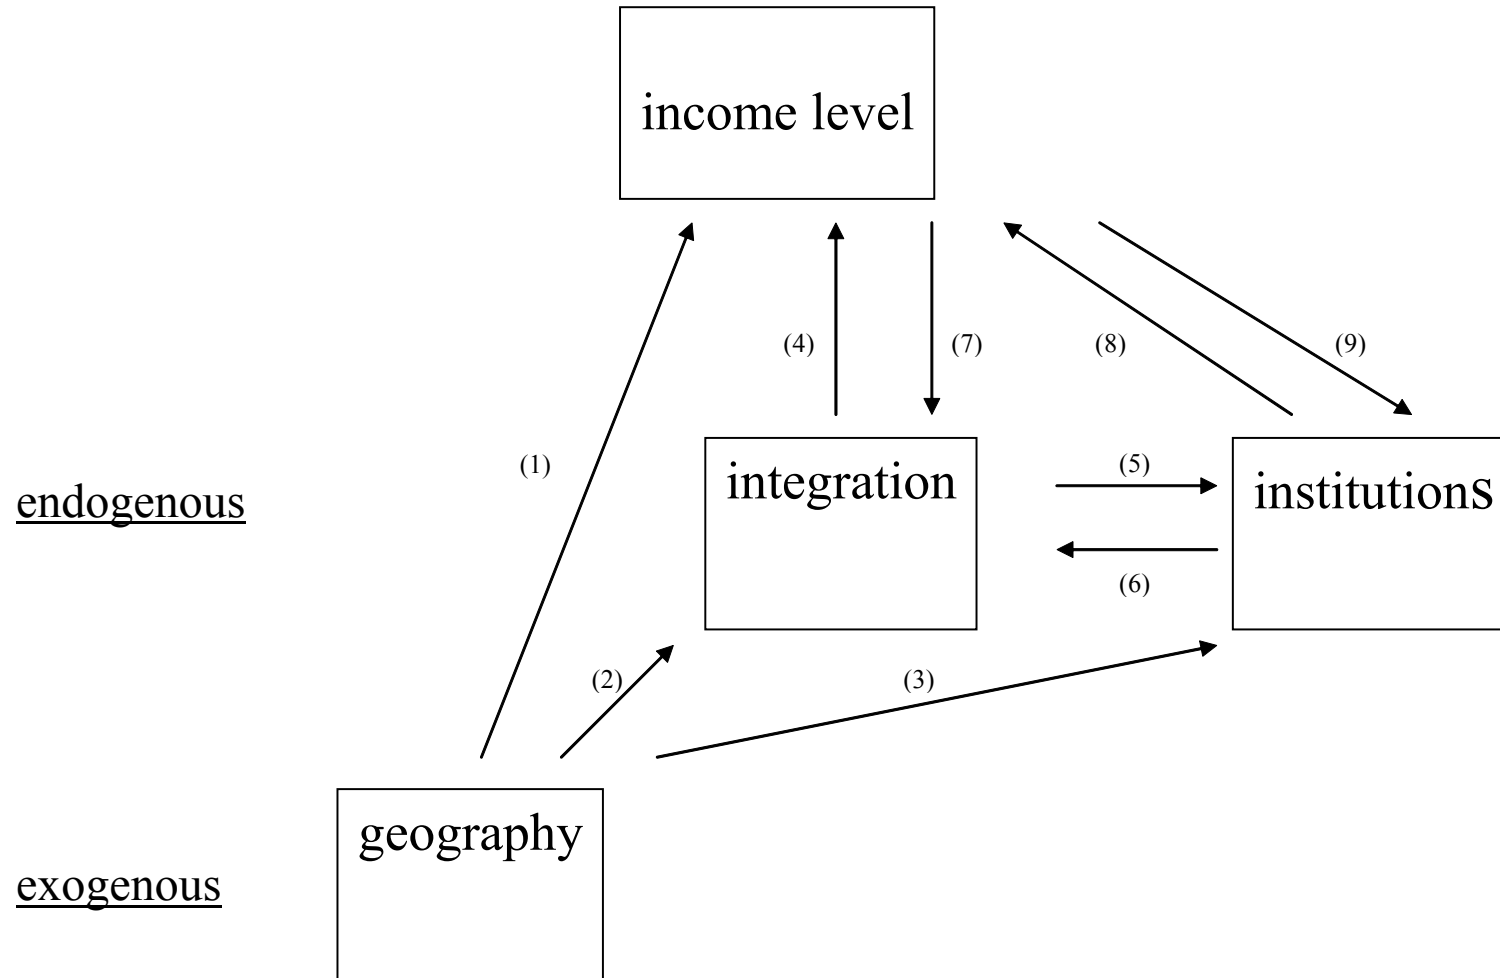 income level
(4)
(7)
(8)
(9)
(1)
endogenous
integration
(5)
institutions
(6)
(2)
(3)
geography
exogenous